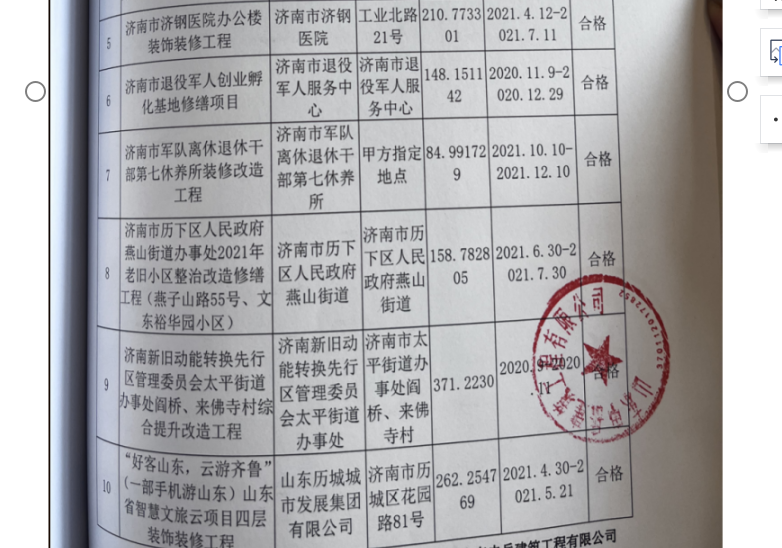 5
济南市济钢医院办公楼
装饰装修工程
济南市济钢
医院
工业北路
21号
210.7733
01
2021.4.12-2
021.7.11
合格
6
济南市退役军人创业孵
化基地修缮项目
济南市退役
军人服务中
心
济南市退
役军人服
务中心
148.1511
42
2020.11.9-2
020.12.29
合格
7
济南市军队离休退休干
部第七休养所装修改造
工程
济南市军队
离休退休干
部第七休养
所
甲方指定
地点
84.99172
9
2021.10.10-
2021.12.10
合格
8
济南市历下区人民政府
燕山街道办事处2021年
老旧小区整治改造修缮
工程（燕子山路55号、文
东裕华园小区）
济南市历下
区人民政府
燕山街道
济南市历
下区人民
政府燕山
街道
158.7828
05
2021.6.30-2
021.7.30
合格
9
济南新旧动能转换先行
区管理委员会太平街道
办事处阎桥、来佛寺村综
合提升改造工程
济南新旧动
能转换先行
区管理委员
会太平街道
办事处
济南市太
平街道办
事处阎
桥、来佛
寺村
371.2230
2020.9-2020
.11
合格
10
“好客山东，云游齐鲁”
（一部手机游山东）山东
省智慧文旅云项目四层
装饰装修工程
山东历城城
市发展集团
有限公司
济南市历
城区花园
路81号
262.2547
69
2021.4.30-2
021.5.21
合格
建筑工程有限公司